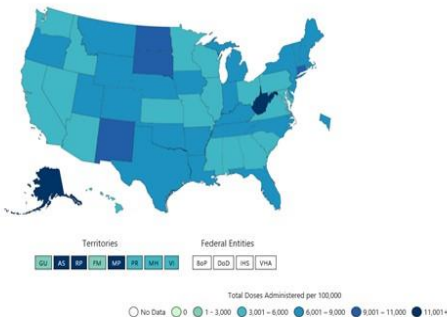 Territories Federal Entities
GU AS RP FM MP PR MH VI BoP DoD IHS VHA
Total Doses Administered per 100,000
No Data 0 1 - 3,000 3,001 – 6,000 6,001 – 9,000 9,001 – 11,000 11,001+